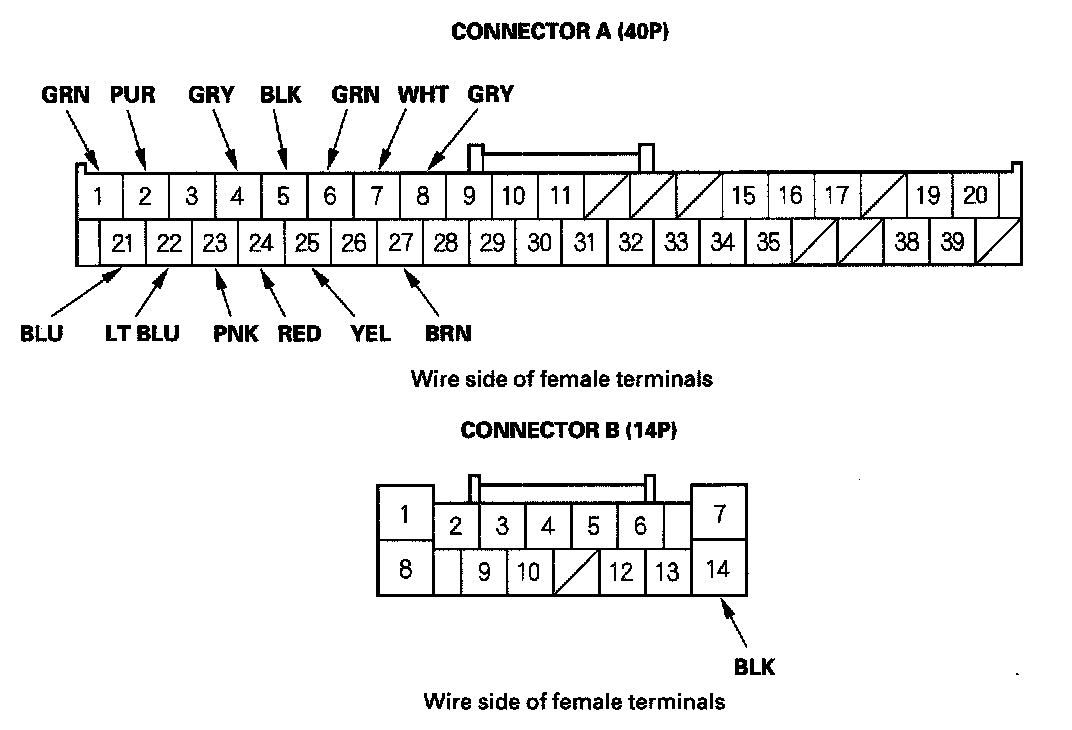 CONNECTOR A (40P)
GRN PUR GRY BLK GRN WHT GRY
1 2 3 4 5 6 7 8 9 10 11 15 16 17 19 20
21 22 23 24 25 26 27 28 29 30 31 32 33 34 35 38 39
BLU LT BLU PNK RED YEL BRN
Wire side of female terminals
CONNECTOR B (14P)
1 2 3 4 5 6 7
8 9 10 12 13 14
BLK
Wire side of female terminals